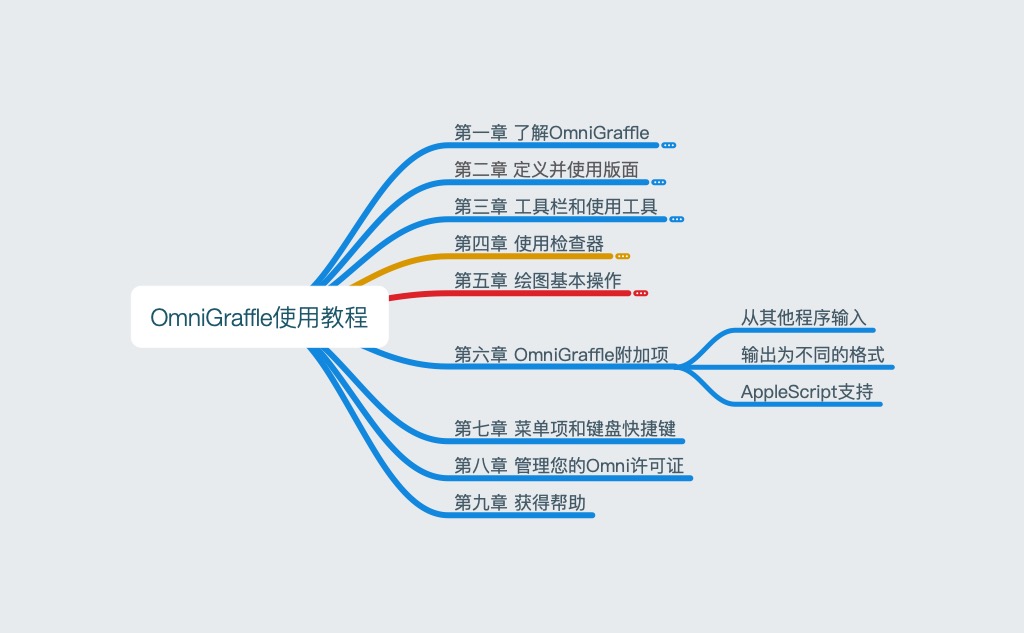 第一章 了解OmniGraffle
第二章 定义并使用版面
第三章 工具栏和使用工具
第四章 使用检查器
第五章 绘图基本操作
OmniGraffle使用教程
第六章 OmniGraffle附加项
从其他程序输入
输出为不同的格式
AppleScript支持
第七章 菜单项和键盘快捷键
第八章 管理您的Omni许可证
第九章 获得帮助